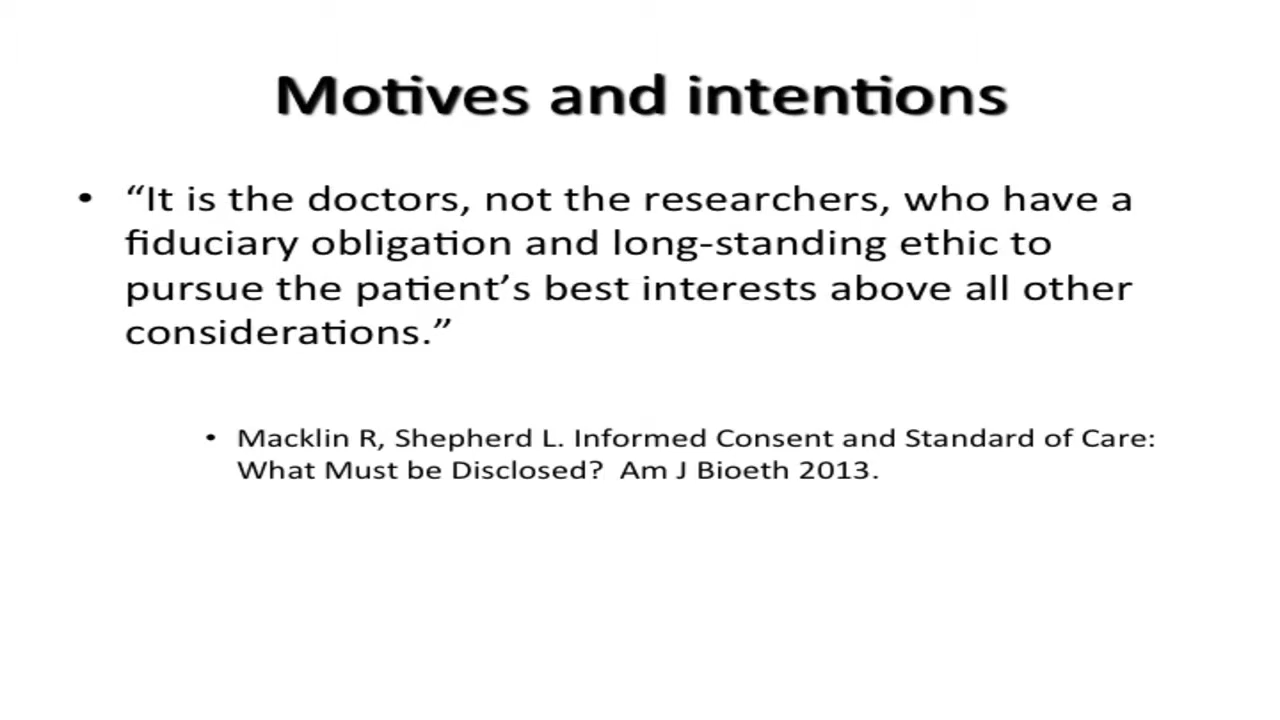 Motives and intentions
• “It is the doctors, not the researchers, who have a
fiduciary obligation and long-standing ethic to
pursue the patient’s best interests above all other
considerations.”
• Macklin R, Shepherd L. Informed Consent and Standard of Care:
What Must be Disclosed?  Am J Bioeth 2013.